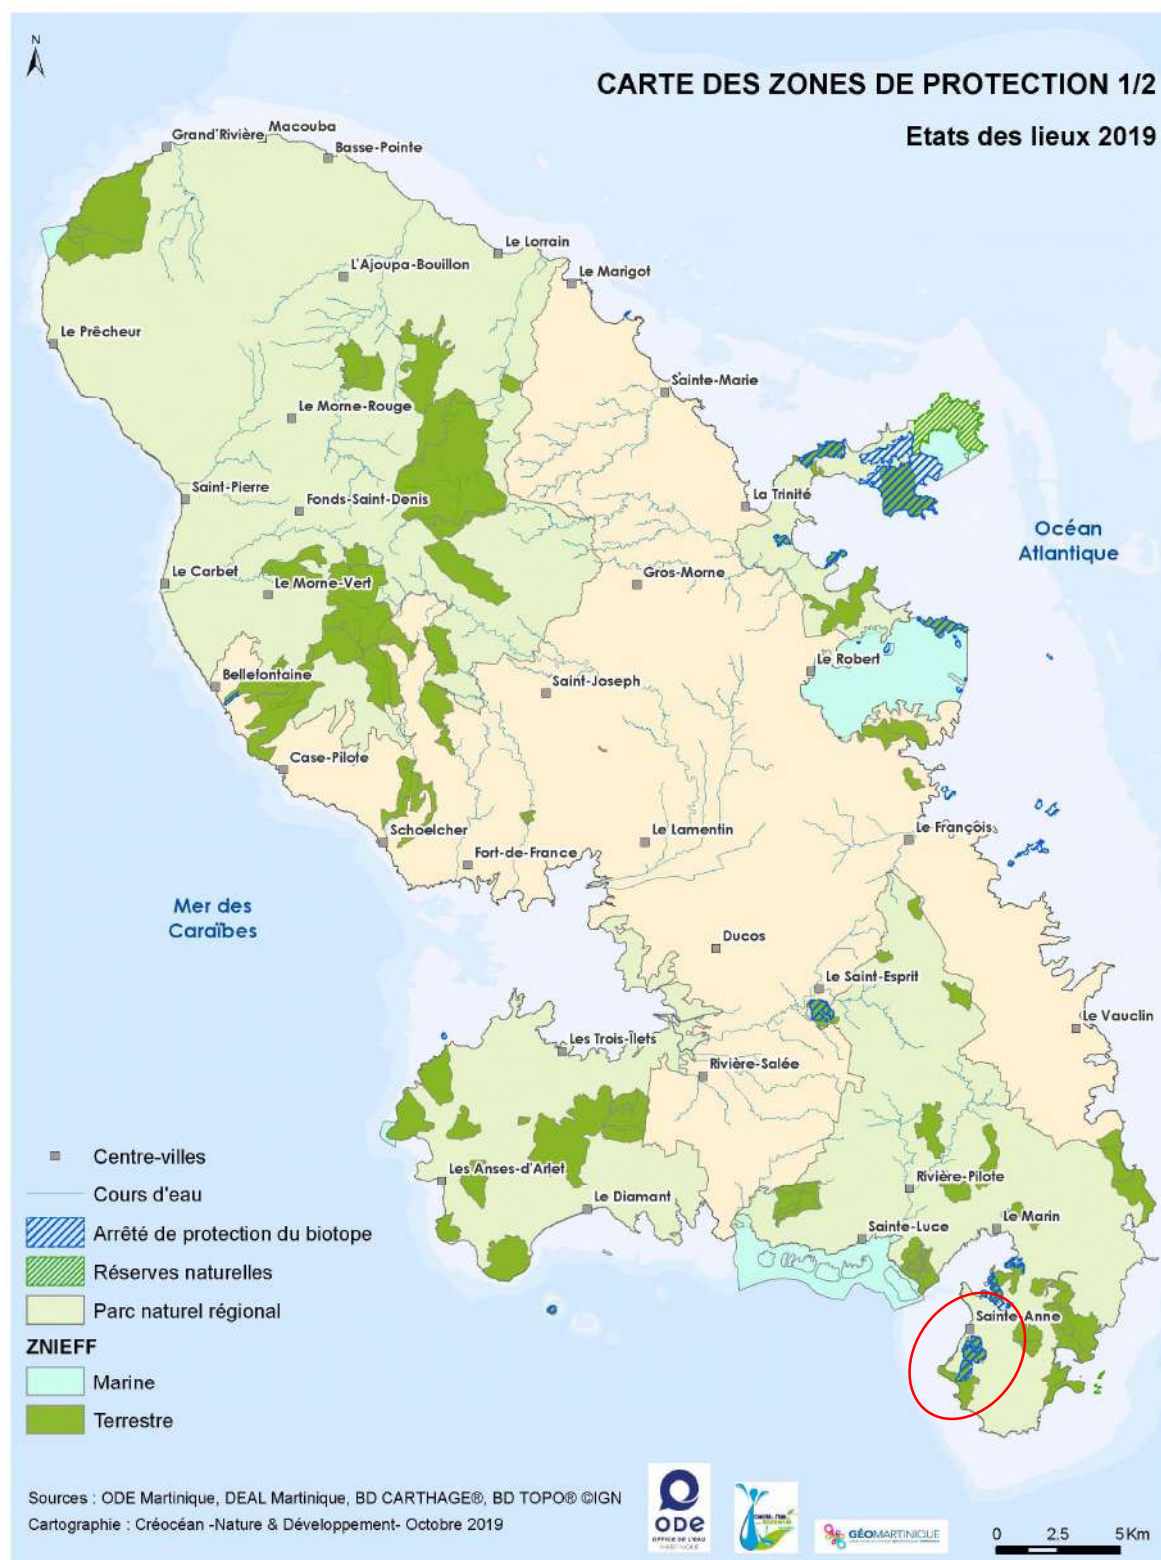 N
CARTE DES ZONES DE PROTECTION 1/2
Etats des lieux 2019
Grand'Rivière
Macouba
Basse-Pointe
Le Lorrain
L'Ajoupa-Bouillon
Le Marigot
Le Prêcheur
Sainte-Marie
Le Morne-Rouge
Saint-Pierre
Fonds-Saint-Denis
La Trinité
Océan
Atlantique
Le Carbet
Le Morne-Vert
Gros-Morne
Le Robert
Bellefontaine
Saint-Joseph
Case-Pilote
Schoelcher
Le Lamentin
Le François
Fort-de-France
Mer des
Caraïbes
Ducos
Le Saint-Esprit
Le Vauclin
Les Trois-Îlets
Rivière-Salée
Les Anses-d'Arlet
Le Diamant
Rivière-Pilote
Sainte-Luce
Le Marin
Sainte-Anne
Centre-villes
Cours d'eau
Arrêté de protection du biotope
Réserves naturelles
Parc naturel régional
ZNIEFF
Marine
Terrestre
Sources : ODE Martinique, DEAL Martinique, BD CARTHAGE®, BD TOPO® ©IGN
Cartographie : Créocéan -Nature & Développement- Octobre 2019
ODE
OFFICE DE L'EAU
MARTINIQUE
GÉOMARTINIQUE
0 2.5 5 Km